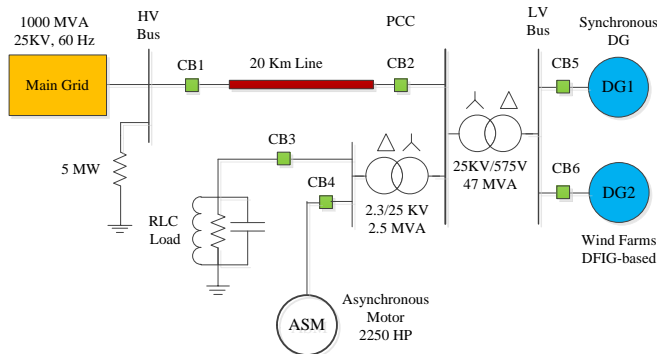 1000 MVA
25KV, 60 Hz
Main Grid
HV
Bus
CB1
20 Km Line
CB2
PCC
LV
Bus
Synchronous
DG
CB5
DG1
5 MW
CB3
CB4
RLC
Load
2.3/25 KV
2.5 MVA
25KV/575V
47 MVA
CB6
DG2
Wind Farms
DFIG-based
ASM
Asynchronous
Motor
2250 HP